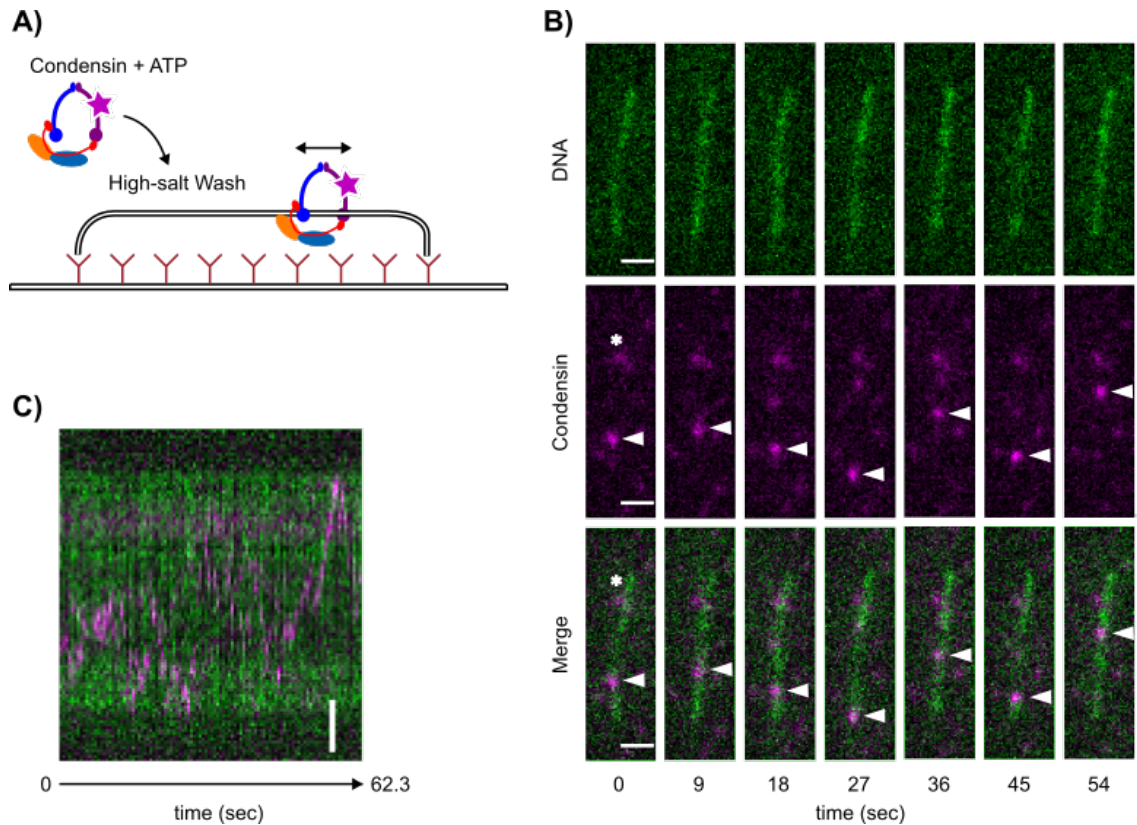 A)
Condensin + ATP
High-salt Wash
B)
DNA
Condensin
*
Merge
*
0 9 18 27 36 45 54
time (sec)
C)
0 62.3
time (sec)